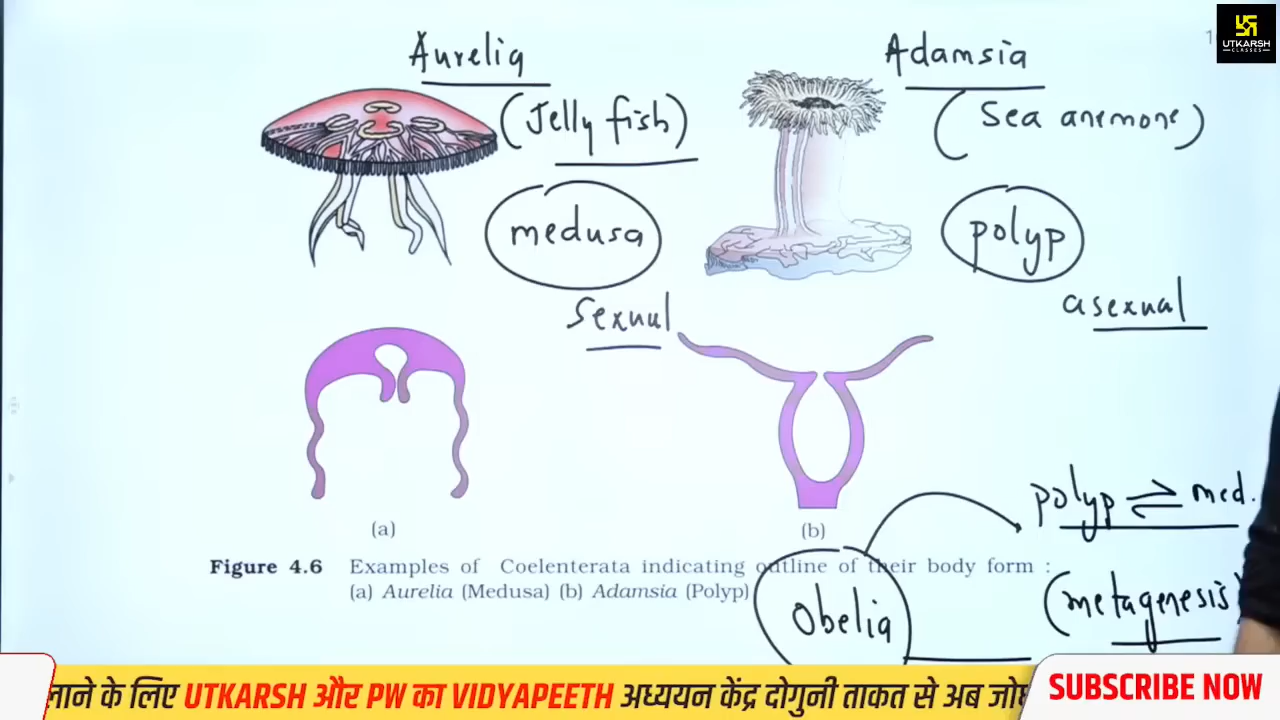 UTKARSH
CLASSES
Aurelia
(Jelly fish)
medusa
Sexual
Adamsia
(Sea anemone)
polyp
asexual
(a)
(b)
polyp ⇌ med.
(metagenesis)
Obelia
Figure 4.6 Examples of Coelenterata indicating outline of their body form :
(a) Aurelia (Medusa) (b) Adamsia (Polyp)
के लिए UTKARSH और PW का VIDYAPEETH अध्ययन केंद्र दोगुनी ताकत से अब
SUBSCRIBE NOW